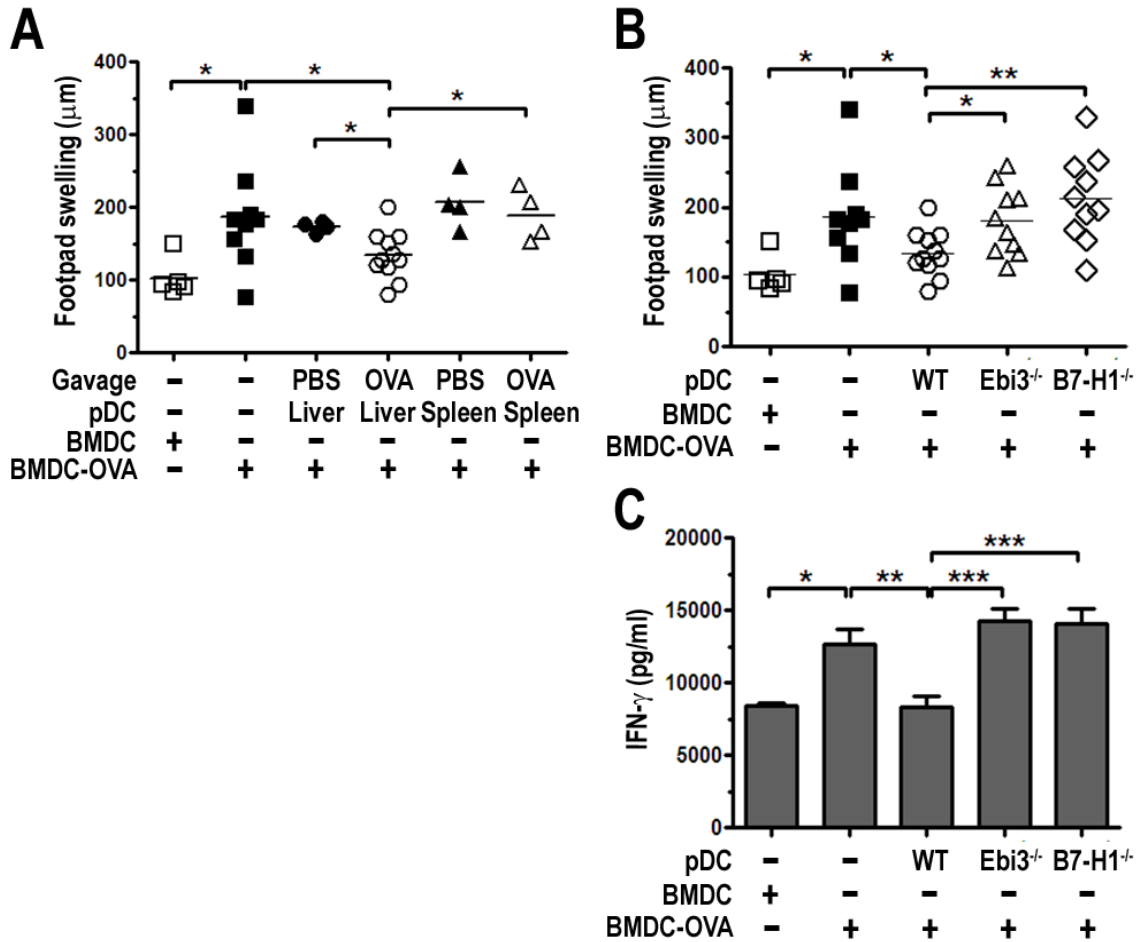 A
Footpad swelling (μm)
400
300
200
100
0
* * * *
Gavage - - PBS OVA PBS OVA
pDC - - Liver Liver Spleen Spleen
BMDC + - - - - -
BMDC-OVA - + + + + +
B
Footpad swelling (μm)
400
300
200
100
0
* * ** *
pDC - - WT Ebi3-/- B7-H1-/-
BMDC + - - - -
BMDC-OVA - + + + +
C
IFN-γ (pg/ml)
20000
15000
10000
5000
0
* ** *** ***
pDC - - WT Ebi3-/- B7-H1-/-
BMDC + - - - -
BMDC-OVA - + + + +